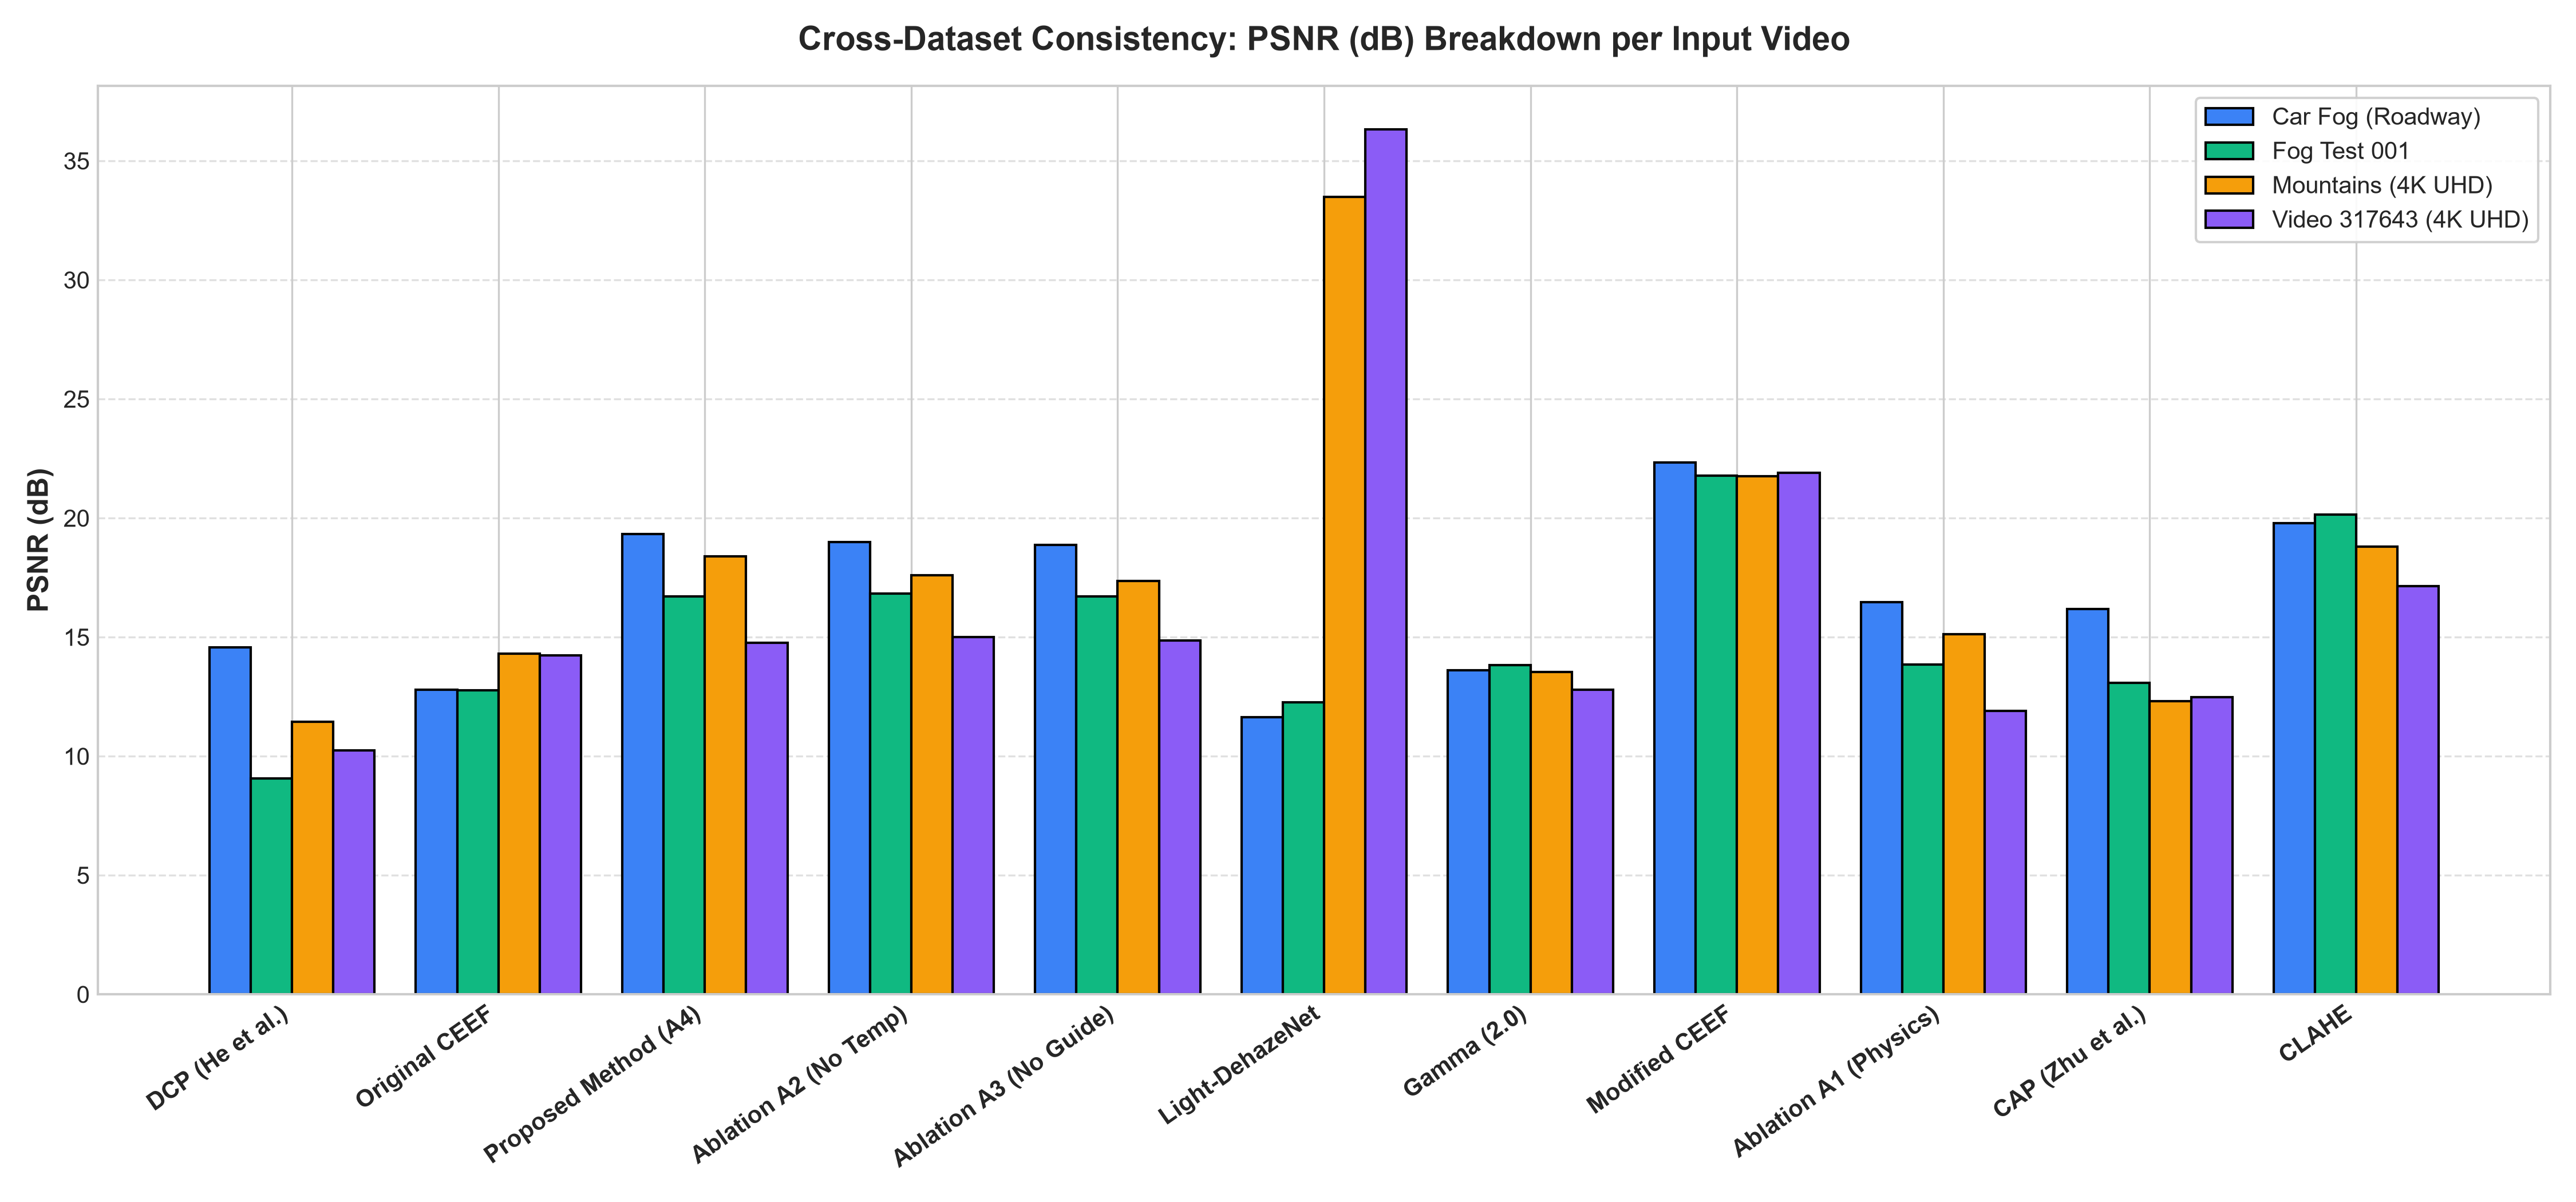 Cross-Dataset Consistency: PSNR (dB) Breakdown per Input Video
Car Fog (Roadway)
Fog Test 001
Mountains (4K UHD)
Video 317643 (4K UHD)
PSNR (dB)
35
30
25
20
15
10
5
0
DCP (He et al.)
Original CEEF
Proposed Method (A4)
Ablation A2 (No Temp)
Ablation A3 (No Guide)
Light-DehazeNet
Gamma (2.0)
Modified CEEF
Ablation A1 (Physics)
CAP (Zhu et al.)
CLAHE